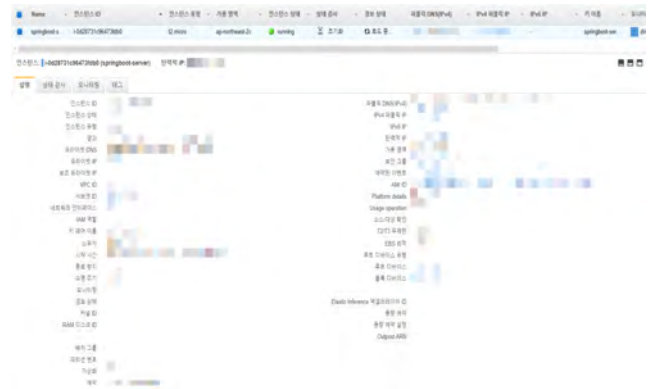 Name 인스턴스 ID 인스턴스 유형 가용 영역 인스턴스 상태 상태 검사 경보 상태 퍼블릭 DNS(IPv4) IPv4 퍼블릭 IP IPv6 IP 키 이름
t2.micro ap-northeast-2c running 초기화
인스턴스: (springboot-server) 탄력적 IP:
설명 상태 검사 모니터링 태그
인스턴스 ID 퍼블릭 DNS(IPv4)
인스턴스 상태 IPv4 퍼블릭 IP
인스턴스 유형 IPv6 IP
탄력적 IP
프라이빗 DNS 가용 영역
프라이빗 IP 보안 그룹
보조 프라이빗 IP 예약된 이벤트
VPC ID AMI ID
서브넷 ID Platform details
네트워크 인터페이스 Usage operation
IAM 역할 소스/대상 확인
키 페어 이름 T2/T3 무제한
소유자 EBS 최적
시작 시간 루트 디바이스 유형
종료 방지 루트 디바이스
수명 주기 블록 디바이스
모니터링
경보 상태 Elastic Inference 액셀러레이터 ID
커널 ID 용량 예약
RAM 디스크 ID 용량 예약 설정
Outpost ARN
배치 그룹
파티션 번호
가상화
예약